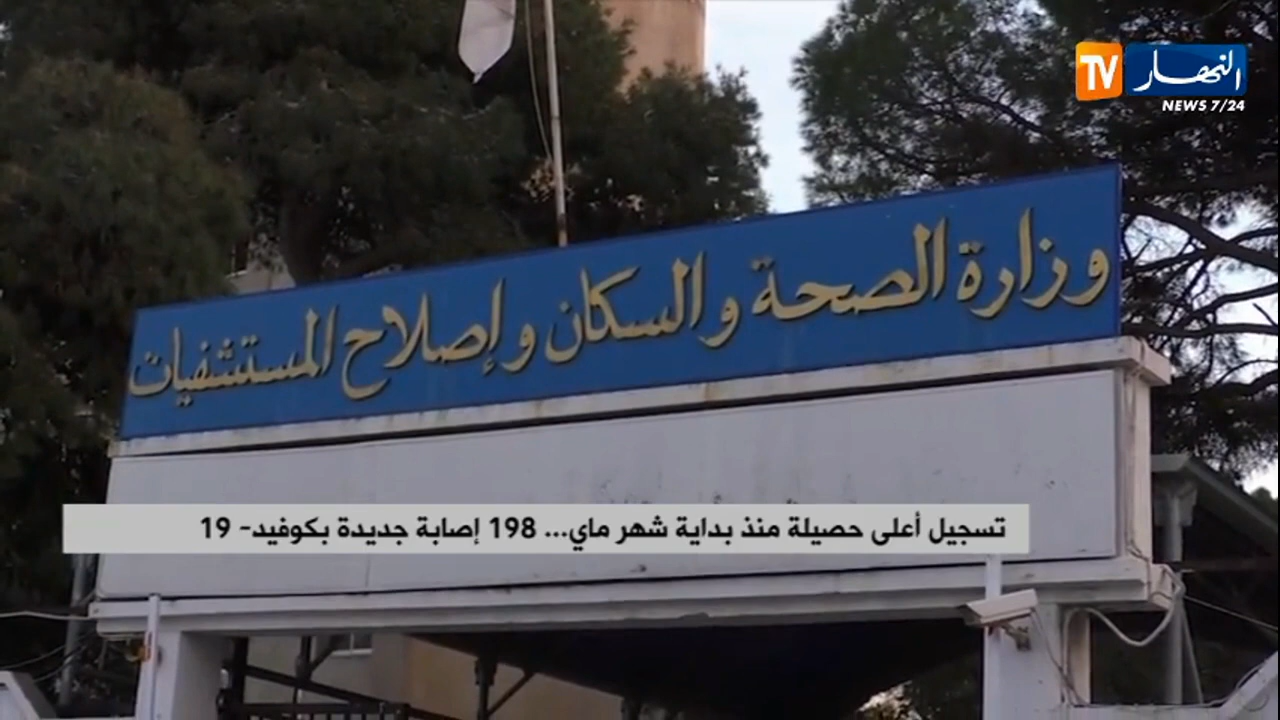 TV النهار
NEWS 7/24
وزارة الصحة والسكان وإصلاح المستشفيات
تسجيل أعلى حصيلة منذ بداية شهر ماي... 198 إصابة جديدة بكوفيد- 19